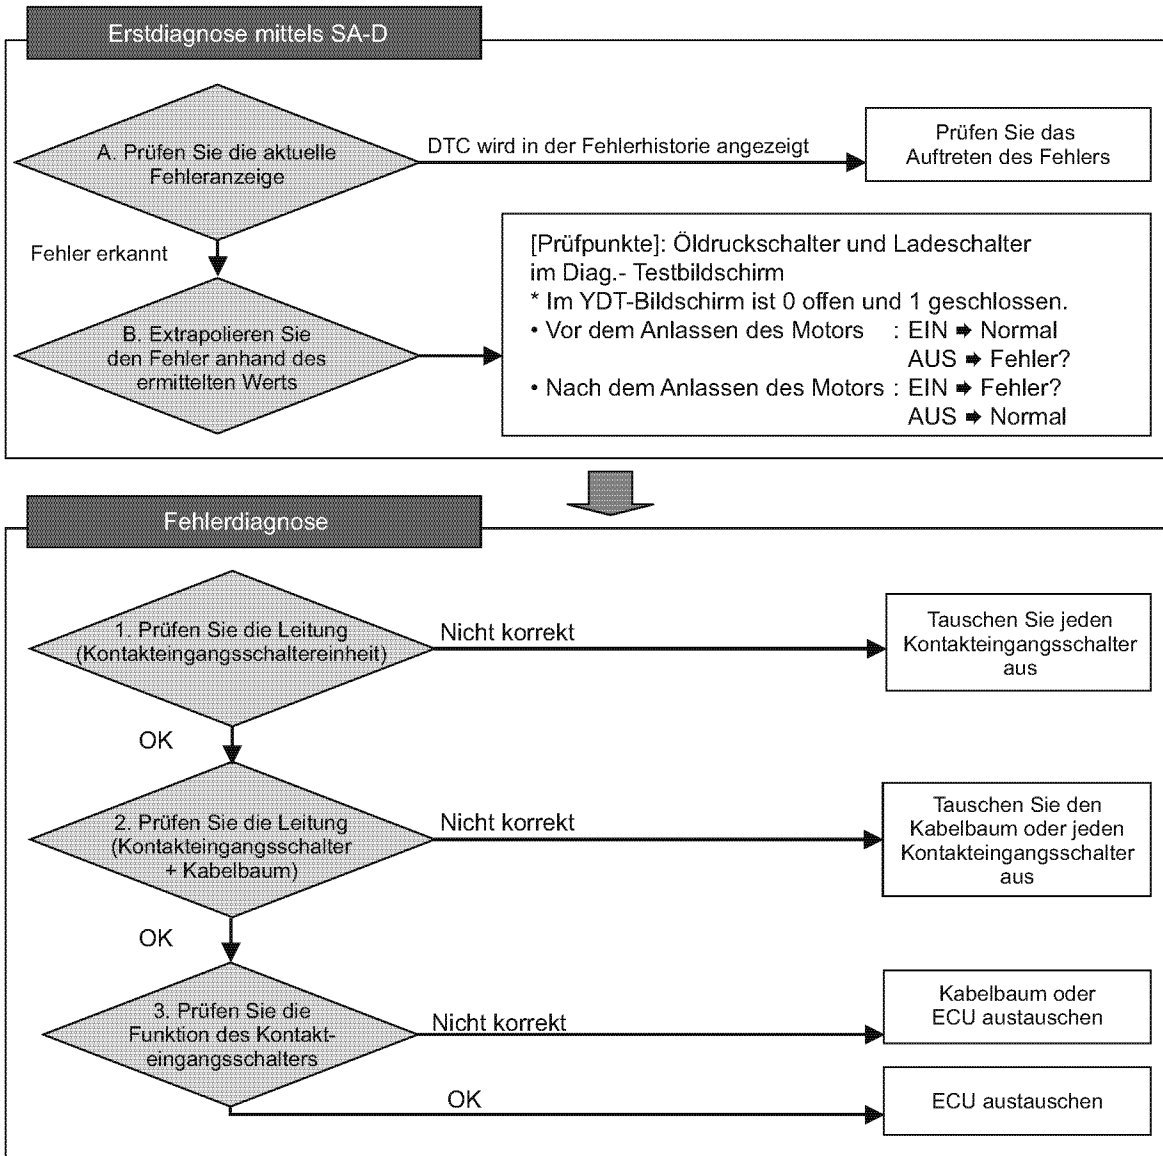 Erstdiagnose mittels SA-D
A. Prüfen Sie die aktuelle
Fehleranzeige
DTC wird in der Fehlerhistorie angezeigt
Prüfen Sie das
Auftreten des Fehlers
Fehler erkannt
B. Extrapolieren Sie
den Fehler anhand des
ermittelten Werts
[Prüfpunkte]: Öldruckschalter und Ladeschalter
im Diag.- Testbildschirm
* Im YDT-Bildschirm ist 0 offen und 1 geschlossen.
• Vor dem Anlassen des Motors : EIN ➡ Normal
AUS ➡ Fehler?
• Nach dem Anlassen des Motors : EIN ➡ Fehler?
AUS ➡ Normal
Fehlerdiagnose
1. Prüfen Sie die Leitung
(Kontakteingangsschaltereinheit)
Nicht korrekt
Tauschen Sie jeden
Kontakteingangsschalter
aus
OK
2. Prüfen Sie die Leitung
(Kontakteingangsschalter
+ Kabelbaum)
Nicht korrekt
Tauschen Sie den
Kabelbaum oder jeden
Kontakteingangsschalter
aus
OK
3. Prüfen Sie die
Funktion des Kontakt-
eingangsschalters
Nicht korrekt
Kabelbaum oder
ECU austauschen
OK
ECU austauschen